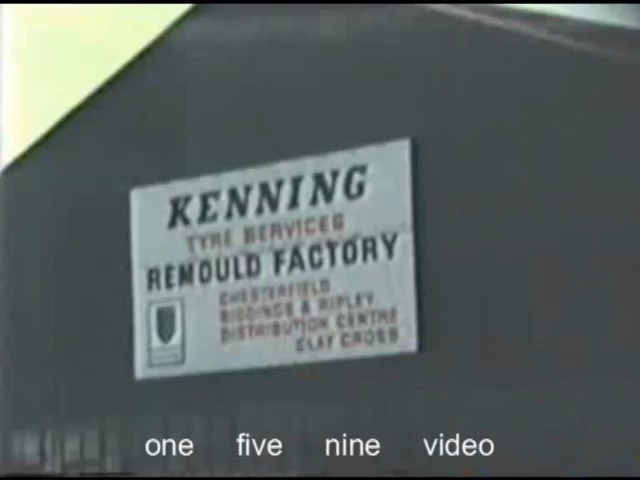 KENNING
TYRE SERVICES
REMOULD FACTORY
CHESTERFIELD
RIDDINGS & RIPLEY
DISTRIBUTION CENTRE
CLAY CROSS
one five nine video